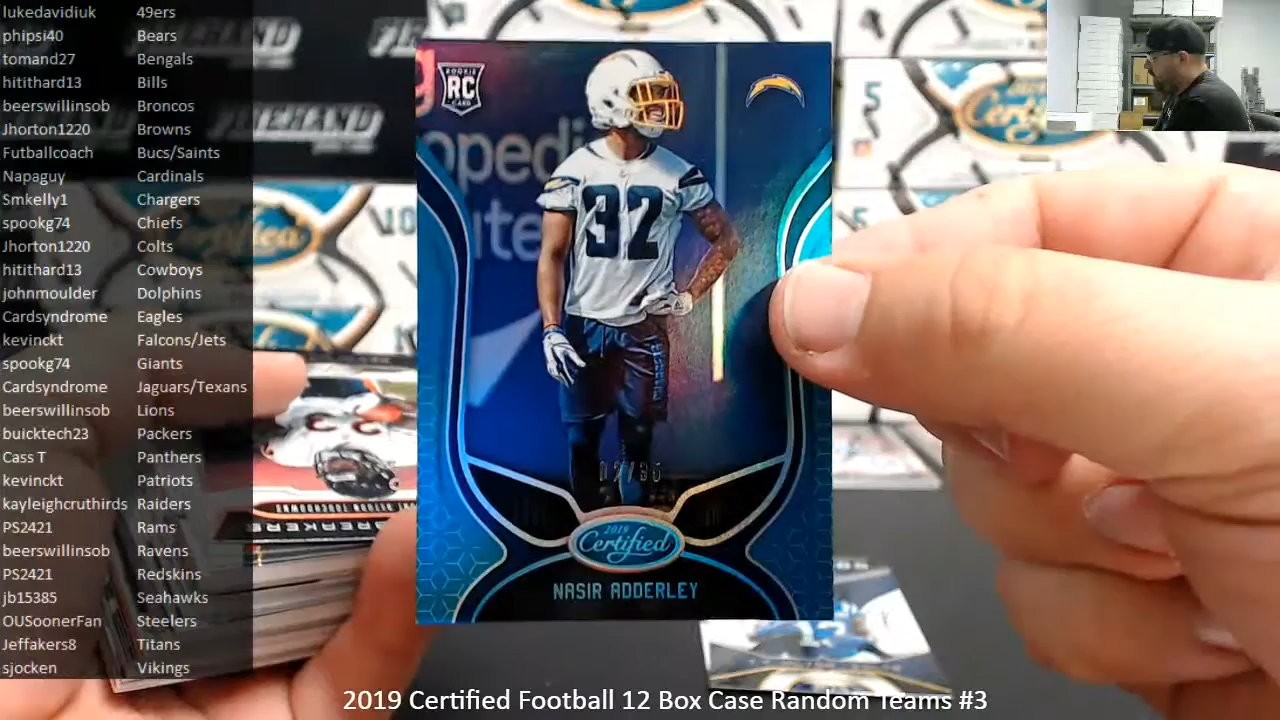 lukedavidiuk 49ers
phipsi40 Bears
tomand27 Bengals
hitithard13 Bills
beerswillinsob Broncos
Jhorton1220 Browns
Futballcoach Bucs/Saints
Napaguy Cardinals
Smkelly1 Chargers
spookg74 Chiefs
Jhorton1220 Colts
hitithard13 Cowboys
johnmoulder Dolphins
Cardsyndrome Eagles
kevinckt Falcons/Jets
spookg74 Giants
Cardsyndrome Jaguars/Texans
beerswillinsob Lions
buicktech23 Packers
Cass T Panthers
kevinckt Patriots
kayleighcruthirds Raiders
PS2421 Rams
beerswillinsob Ravens
PS2421 Redskins
jb15385 Seahawks
OUSoonerFan Steelers
Jeffakers8 Titans
sjocken Vikings
ROOKIE
RC
CARD
32
2019
Certified
NASIR ADDERLEY
Certified
5
2019 Certified Football 12 Box Case Random Teams #3